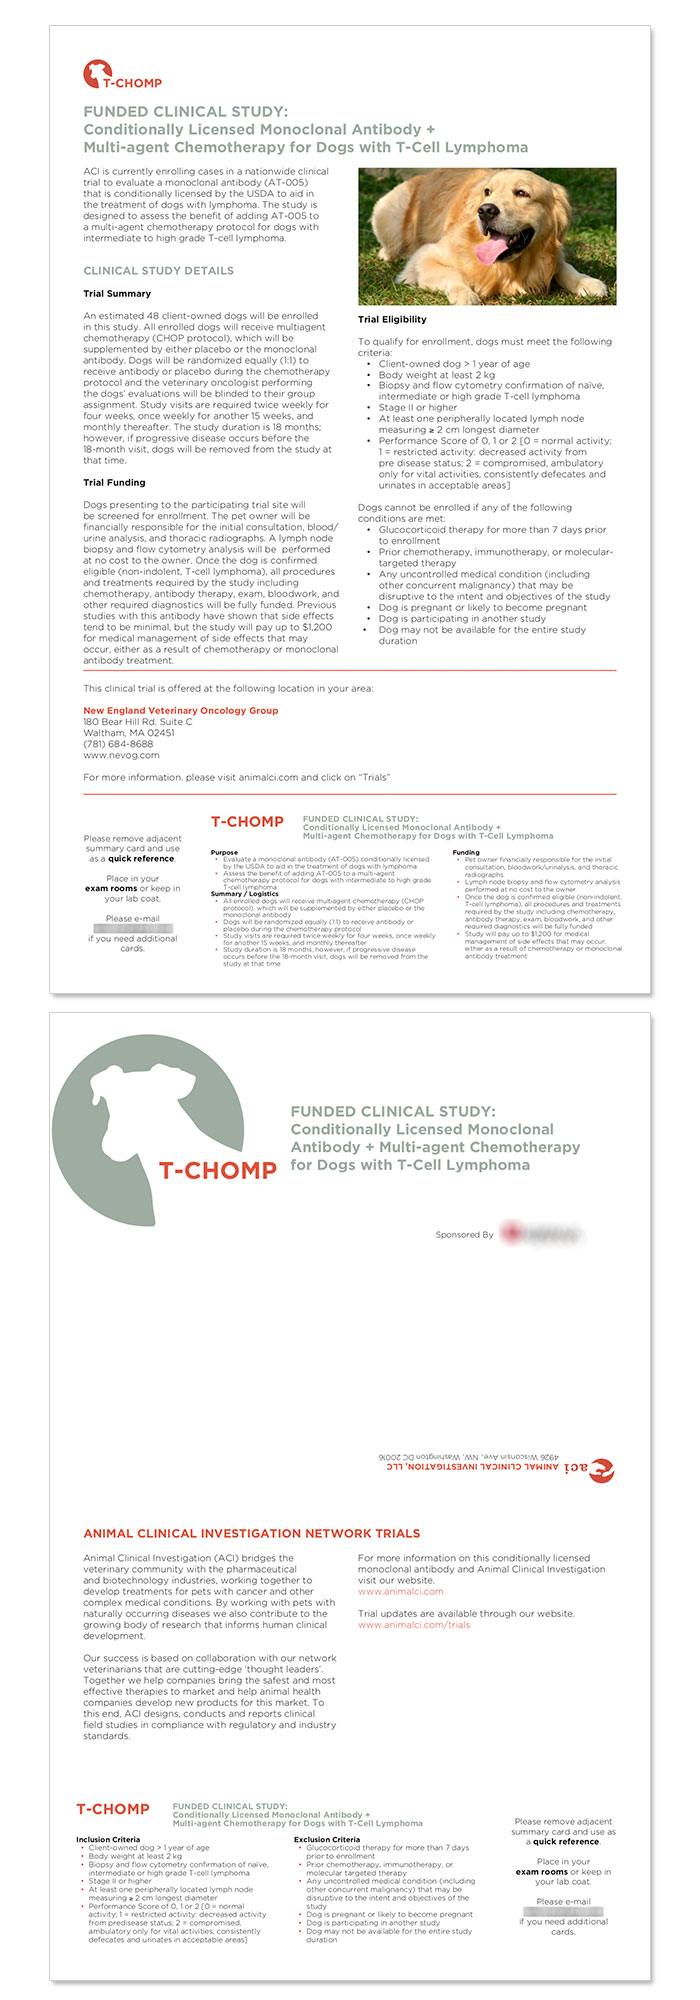 T-CHOMP
FUNDED CLINICAL STUDY:
Conditionally Licensed Monoclonal Antibody +
Multi-agent Chemotherapy for Dogs with T-Cell Lymphoma
ACI is currently enrolling cases in a nationwide clinical
trial to evaluate a monoclonal antibody (AT-005)
that is conditionally licensed by the USDA to aid in
the treatment of dogs with lymphoma. The study is
designed to assess the benefit of adding AT-005 to
a multi-agent chemotherapy protocol for dogs with
intermediate to high grade T-cell lymphoma.
CLINICAL STUDY DETAILS
Trial Summary
An estimated 48 client-owned dogs will be enrolled
in this study. All enrolled dogs will receive multiagent
chemotherapy (CHOP protocol), which will be
supplemented by either placebo or the monoclonal
antibody. Dogs will be randomized equally (1:1) to
receive antibody or placebo during the chemotherapy
protocol and the veterinary oncologist performing
the dogs' evaluations will be blinded to their group
assignment. Study visits are required twice weekly for
four weeks, once weekly for another 15 weeks, and
monthly thereafter. The study duration is 18 months;
however, if progressive disease occurs before the
18-month visit, dogs will be removed from the study at
that time.
Trial Funding
Dogs presenting to the participating trial site will
be screened for enrollment. The pet owner will be
financially responsible for the initial consultation, blood/
urine analysis, and thoracic radiographs. A lymph node
biopsy and flow cytometry analysis will be performed
at no cost to the owner. Once the dog is confirmed
eligible (non-indolent, T-cell lymphoma), all procedures
and treatments required by the study including
chemotherapy, antibody therapy, exam, bloodwork, and
other required diagnostics will be fully funded. Previous
studies with this antibody have shown that side effects
tend to be minimal, but the study will pay up to $1,200
for medical management of side effects that may
occur, either as a result of chemotherapy or monoclonal
antibody treatment.
Trial Eligibility
To qualify for enrollment, dogs must meet the following
criteria:
• Client-owned dog > 1 year of age
• Body weight at least 2 kg
• Biopsy and flow cytometry confirmation of naïve,
intermediate or high grade T-cell lymphoma
• Stage II or higher
• At least one peripherally located lymph node
measuring ≥ 2 cm longest diameter
• Performance Score of 0, 1 or 2 [0 = normal activity;
1 = restricted activity: decreased activity from
pre disease status; 2 = compromised, ambulatory
only for vital activities, consistently defecates and
urinates in acceptable areas]
Dogs cannot be enrolled if any of the following
conditions are met:
• Glucocorticoid therapy for more than 7 days prior
to enrollment
• Prior chemotherapy, immunotherapy, or molecular-
targeted therapy
• Any uncontrolled medical condition (including
other concurrent malignancy) that may be
disruptive to the intent and objectives of the study
• Dog is pregnant or likely to become pregnant
• Dog is participating in another study
• Dog may not be available for the entire study
duration
This clinical trial is offered at the following location in your area:
New England Veterinary Oncology Group
180 Bear Hill Rd. Suite C
Waltham, MA 02451
(781) 684-8688
www.nevog.com
For more information. please visit animalci.com and click on "Trials"
Please remove adjacent
summary card and use
as a quick reference.
Place in your
exam rooms or keep in
your lab coat.
Please e-mail
if you need additional
cards.
T-CHOMP
FUNDED CLINICAL STUDY:
Conditionally Licensed Monoclonal Antibody +
Multi-agent Chemotherapy for Dogs with T-Cell Lymphoma
Purpose
• Evaluate a monoclonal antibody (AT-005) conditionally licensed
by the USDA to aid in the treatment of dogs with lymphoma
• Assess the benefit of adding AT-005 to a multi-agent
chemotherapy protocol for dogs with intermediate to high grade
T-cell lymphoma
Summary / Logistics
• All enrolled dogs will receive multiagent chemotherapy (CHOP
protocol), which will be supplemented by either placebo or the
monoclonal antibody
• Dogs will be randomized equally (1:1) to receive antibody or
placebo during the chemotherapy protocol
• Study visits are required twice weekly for four weeks, once weekly
for another 15 weeks, and monthly thereafter
• Study duration is 18 months; however, if progressive disease
occurs before the 18-month visit, dogs will be removed from the
study at that time
Funding
• Pet owner financially responsible for the initial
consultation, bloodwork/urinalysis, and thoracic
radiographs
• Lymph node biopsy and flow cytometry analysis
performed at no cost to the owner
• Once the dog is confirmed eligible (non-indolent,
T-cell lymphoma), all procedures and treatments
required by the study including chemotherapy,
antibody therapy, exam, bloodwork, and other
required diagnostics will be fully funded
• Study will pay up to $1,200 for medical
management of side effects that may occur,
either as a result of chemotherapy or monoclonal
antibody treatment
T-CHOMP
FUNDED CLINICAL STUDY:
Conditionally Licensed Monoclonal
Antibody + Multi-agent Chemotherapy
for Dogs with T-Cell Lymphoma
Sponsored By
aci
ANIMAL CLINICAL INVESTIGATION, LLC
4926 Wisconsin Ave., NW, Washington DC 20016
ANIMAL CLINICAL INVESTIGATION NETWORK TRIALS
Animal Clinical Investigation (ACI) bridges the
veterinary community with the pharmaceutical
and biotechnology industries, working together to
develop treatments for pets with cancer and other
complex medical conditions. By working with pets with
naturally occurring diseases we also contribute to the
growing body of research that informs human clinical
development.
Our success is based on collaboration with our network
veterinarians that are cutting-edge 'thought leaders'.
Together we help companies bring the safest and most
effective therapies to market and help animal health
companies develop new products for this market. To
this end, ACI designs, conducts and reports clinical
field studies in compliance with regulatory and industry
standards.
For more information on this conditionally licensed
monoclonal antibody and Animal Clinical Investigation
visit our website.
www.animalci.com
Trial updates are available through our website.
www.animalci.com/trials
T-CHOMP
FUNDED CLINICAL STUDY:
Conditionally Licensed Monoclonal Antibody +
Multi-agent Chemotherapy for Dogs with T-Cell Lymphoma
Inclusion Criteria
• Client-owned dog > 1 year of age
• Body weight at least 2 kg
• Biopsy and flow cytometry confirmation of naïve,
intermediate or high grade T-cell lymphoma
• Stage II or higher
• At least one peripherally located lymph node
measuring ≥ 2 cm longest diameter
• Performance Score of 0, 1 or 2 [0 = normal
activity; 1 = restricted activity: decreased activity
from predisease status, 2 = compromised,
ambulatory only for vital activities, consistently
defecates and urinates in acceptable areas]
Exclusion Criteria
• Glucocorticoid therapy for more than 7 days
prior to enrollment
• Prior chemotherapy, immunotherapy, or
molecular targeted therapy
• Any uncontrolled medical condition (including
other concurrent malignancy) that may be
disruptive to the intent and objectives of the
study
• Dog is pregnant or likely to become pregnant
• Dog is participating in another study
• Dog may not be available for the entire study
duration
Please remove adjacent
summary card and use as
a quick reference.
Place in your
exam rooms or keep in
your lab coat.
Please e-mail
if you need additional
cards.